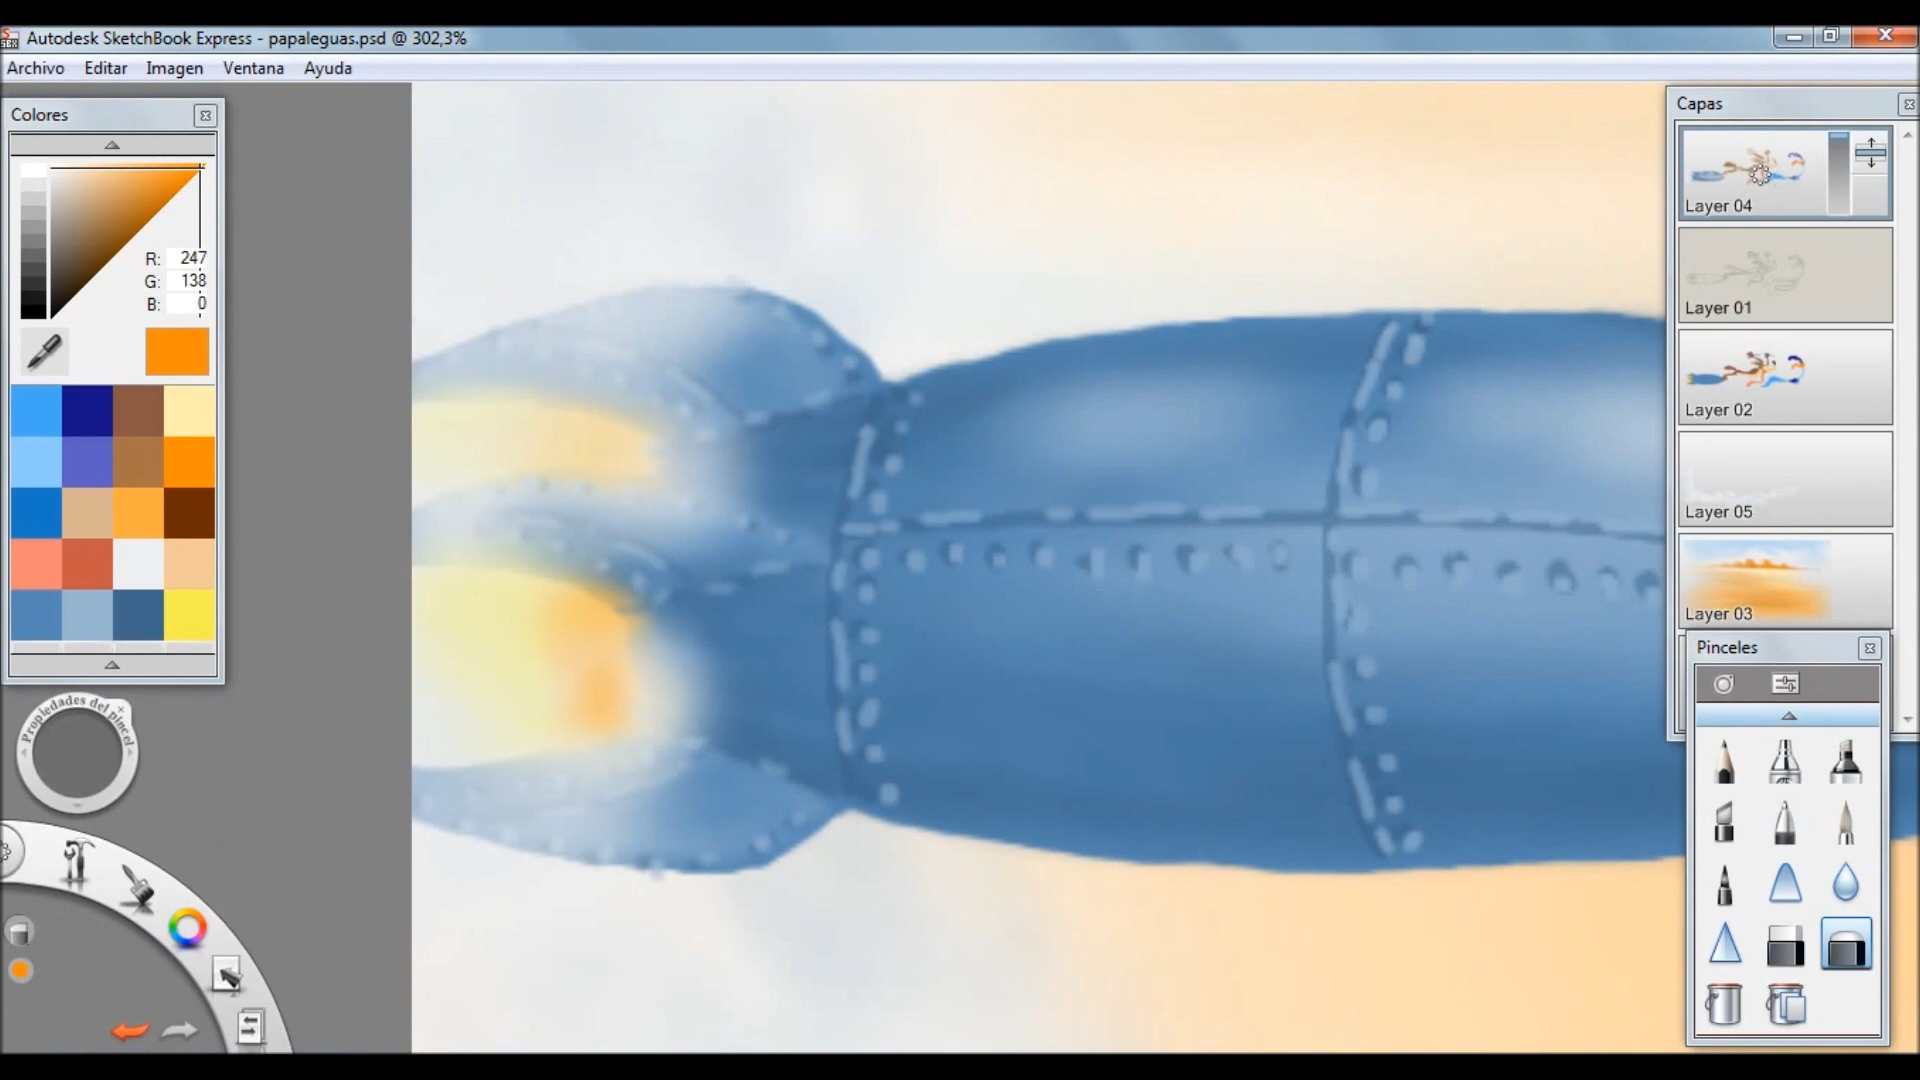 Autodesk SketchBook Express - papaleguas.psd @ 302,3%
Archivo Editar Imagen Ventana Ayuda
Colores
R: 247
G: 138
B: 0
Propiedades del pincel
Capas
Layer 04
Layer 01
Layer 02
Layer 05
Layer 03
Pinceles